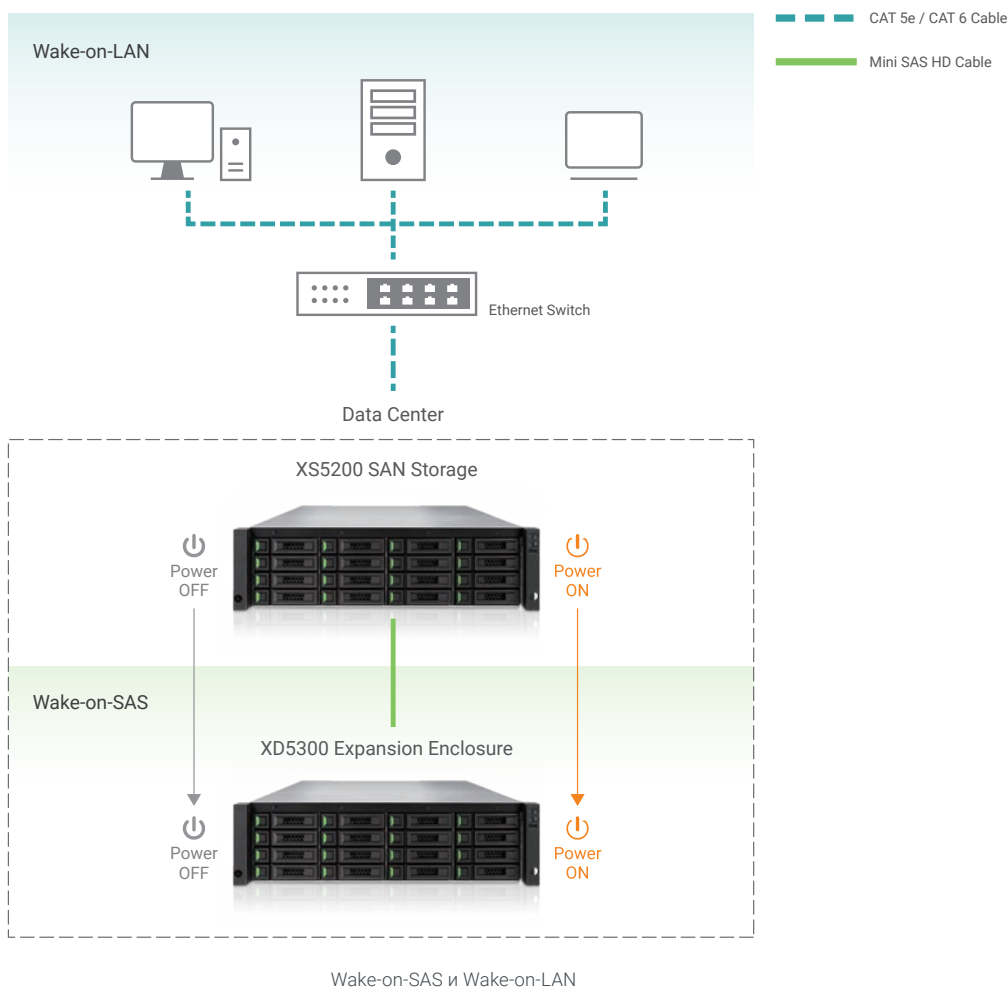 CAT 5e / CAT 6 Cable
Mini SAS HD Cable
Wake-on-LAN
Ethernet Switch
Data Center
XS5200 SAN Storage
Power
OFF
Power
ON
Wake-on-SAS
XD5300 Expansion Enclosure
Power
OFF
Power
ON
Wake-on-SAS и Wake-on-LAN